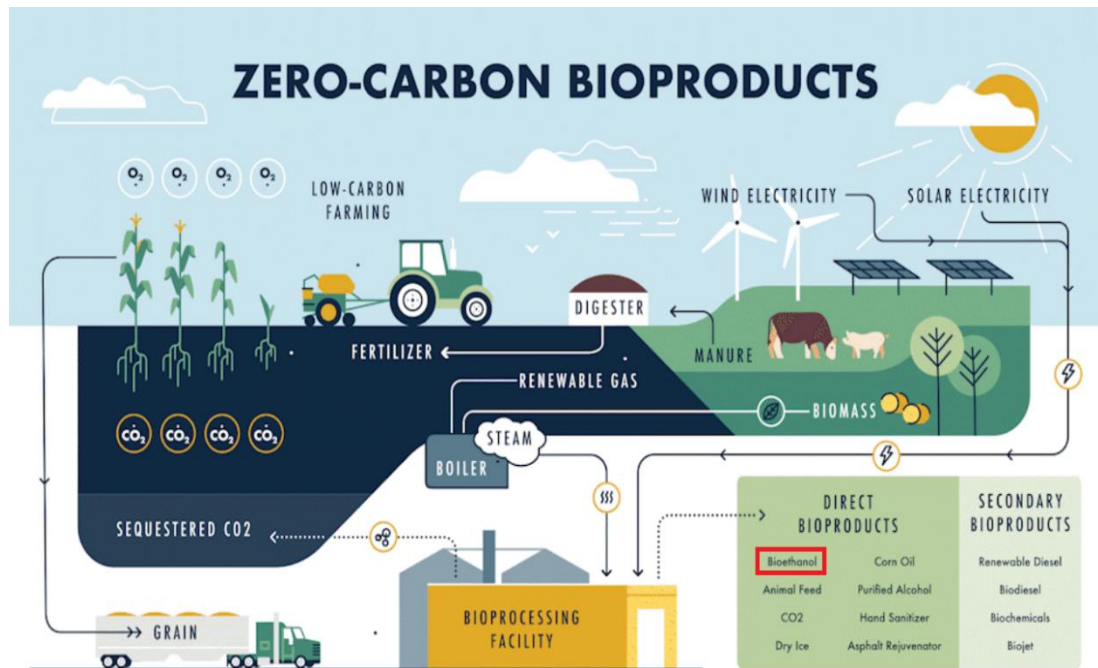 ZERO-CARBON BIOPRODUCTS
O2 O2 O2 O2
LOW-CARBON
FARMING
WIND ELECTRICITY
SOLAR ELECTRICITY
DIGESTER
FERTILIZER
MANURE
RENEWABLE GAS
BIOMASS
STEAM
BOILER
CO2 CO2 CO2 CO2
SEQUESTERED CO2
GRAIN
BIOPROCESSING
FACILITY
DIRECT
BIOPRODUCTS
Bioethanol
Corn Oil
Animal Feed
Purified Alcohol
CO2
Hand Sanitizer
Dry Ice
Asphalt Rejuvenator
SECONDARY
BIOPRODUCTS
Renewable Diesel
Biodiesel
Biochemicals
Biojet